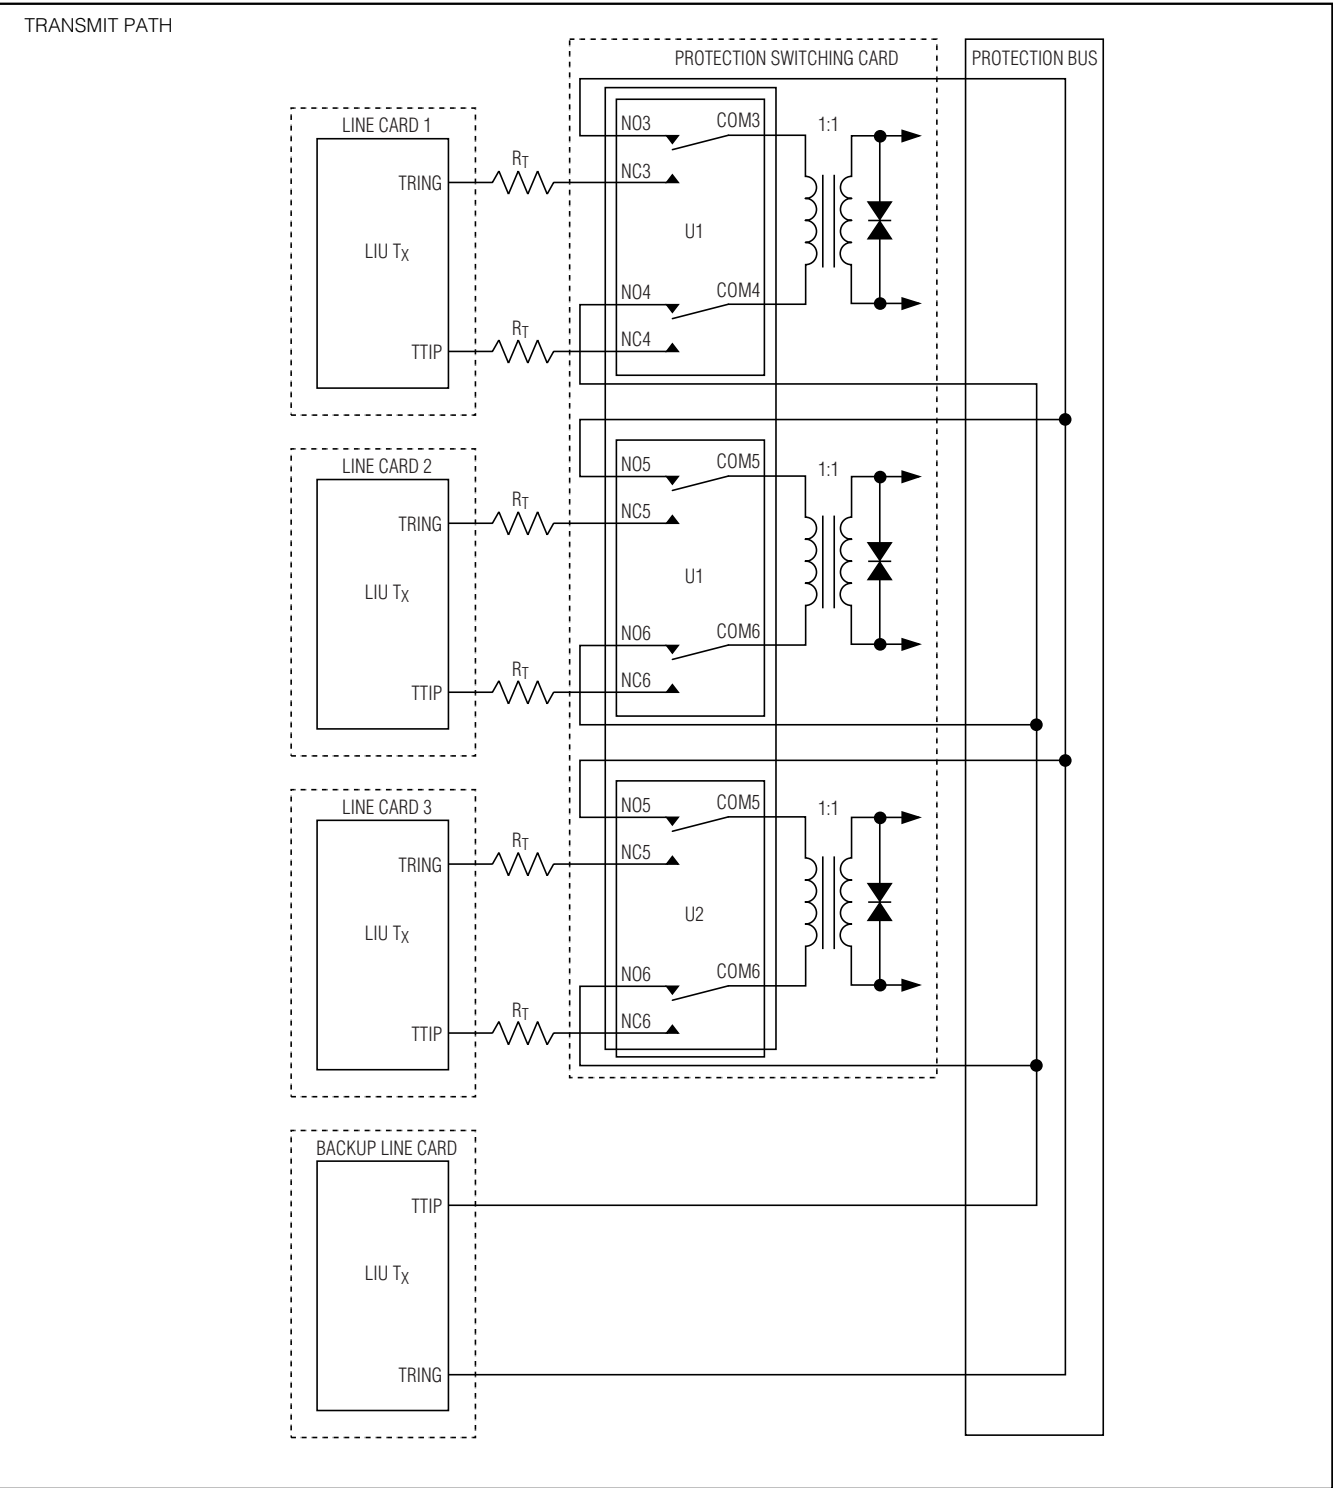 TRANSMIT PATH
PROTECTION SWITCHING CARD
PROTECTION BUS
LINE CARD 1
TRING
LIU TX
TTIP
RT
RT
NO3
COM3
NC3
U1
NO4
COM4
NC4
1:1
LINE CARD 2
TRING
LIU TX
TTIP
RT
RT
NO5
COM5
NC5
U1
NO6
COM6
NC6
1:1
LINE CARD 3
TRING
LIU TX
TTIP
RT
RT
NO5
COM5
NC5
U2
NO6
COM6
NC6
1:1
BACKUP LINE CARD
TTIP
LIU TX
TRING